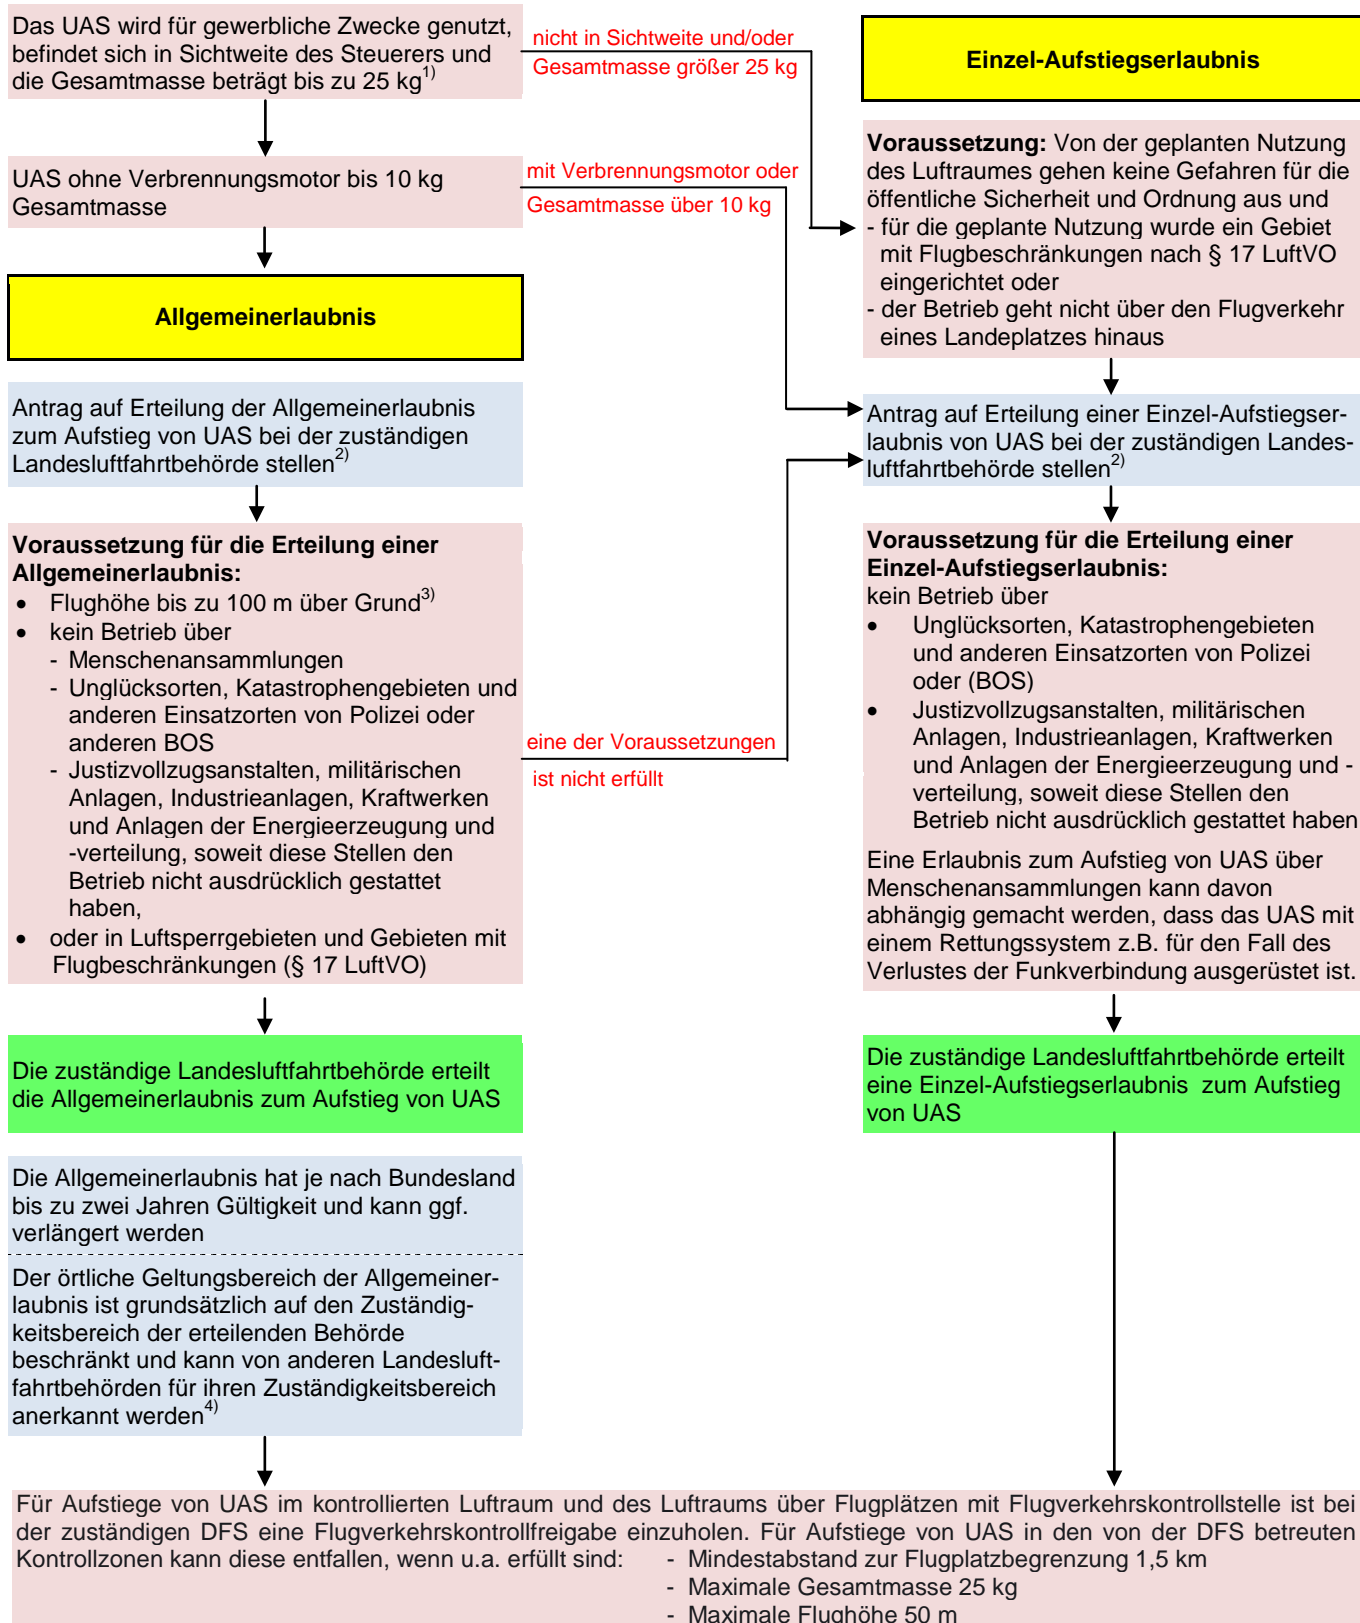 Das UAS wird für gewerbliche Zwecke genutzt,
befindet sich in Sichtweite des Steuerers und
die Gesamtmasse beträgt bis zu 25 kg1)
nicht in Sichtweite und/oder
Gesamtmasse größer 25 kg
UAS ohne Verbrennungsmotor bis 10 kg
Gesamtmasse
mit Verbrennungsmotor oder
Gesamtmasse über 10 kg
Allgemeinerlaubnis
Antrag auf Erteilung der Allgemeinerlaubnis
zum Aufstieg von UAS bei der zuständigen
Landesluftfahrtbehörde stellen2)
Voraussetzung für die Erteilung einer
Allgemeinerlaubnis:
• Flughöhe bis zu 100 m über Grund3)
• kein Betrieb über
- Menschenansammlungen
- Unglücksorten, Katastrophengebieten und
anderen Einsatzorten von Polizei oder
anderen BOS
- Justizvollzugsanstalten, militärischen
Anlagen, Industrieanlagen, Kraftwerken
und Anlagen der Energieerzeugung und
-verteilung, soweit diese Stellen den
Betrieb nicht ausdrücklich gestattet
haben,
• oder in Luftsperrgebieten und Gebieten mit
Flugbeschränkungen (§ 17 LuftVO)
eine der Voraussetzungen
ist nicht erfüllt
Die zuständige Landesluftfahrtbehörde erteilt
die Allgemeinerlaubnis zum Aufstieg von UAS
Die Allgemeinerlaubnis hat je nach Bundesland
bis zu zwei Jahren Gültigkeit und kann ggf.
verlängert werden
Der örtliche Geltungsbereich der Allgemeiner-
laubnis ist grundsätzlich auf den Zuständig-
keitsbereich der erteilenden Behörde
beschränkt und kann von anderen Landesluft-
fahrtbehörden für ihren Zuständigkeitsbereich
anerkannt werden4)
Einzel-Aufstiegserlaubnis
Voraussetzung: Von der geplanten Nutzung
des Luftraumes gehen keine Gefahren für die
öffentliche Sicherheit und Ordnung aus und
- für die geplante Nutzung wurde ein Gebiet
mit Flugbeschränkungen nach § 17 LuftVO
eingerichtet oder
- der Betrieb geht nicht über den Flugverkehr
eines Landeplatzes hinaus
Antrag auf Erteilung einer Einzel-Aufstiegser-
laubnis von UAS bei der zuständigen Landes-
luftfahrtbehörde stellen2)
Voraussetzung für die Erteilung einer
Einzel-Aufstiegserlaubnis:
kein Betrieb über
• Unglücksorten, Katastrophengebieten
und anderen Einsatzorten von Polizei
oder (BOS)
• Justizvollzugsanstalten, militärischen
Anlagen, Industrieanlagen, Kraftwerken
und Anlagen der Energieerzeugung und -
verteilung, soweit diese Stellen den
Betrieb nicht ausdrücklich gestattet haben
Eine Erlaubnis zum Aufstieg von UAS über
Menschenansammlungen kann davon
abhängig gemacht werden, dass das UAS mit
einem Rettungssystem z.B. für den Fall des
Verlustes der Funkverbindung ausgerüstet ist.
Die zuständige Landesluftfahrtbehörde erteilt
eine Einzel-Aufstiegserlaubnis zum Aufstieg
von UAS
Für Aufstiege von UAS im kontrollierten Luftraum und des Luftraums über Flugplätzen mit Flugverkehrskontrollstelle ist bei
der zuständigen DFS eine Flugverkehrskontrollfreigabe einzuholen. Für Aufstiege von UAS in den von der DFS betreuten
Kontrollzonen kann diese entfallen, wenn u.a. erfüllt sind: - Mindestabstand zur Flugplatzbegrenzung 1,5 km
- Maximale Gesamtmasse 25 kg
- Maximale Flughöhe 50 m